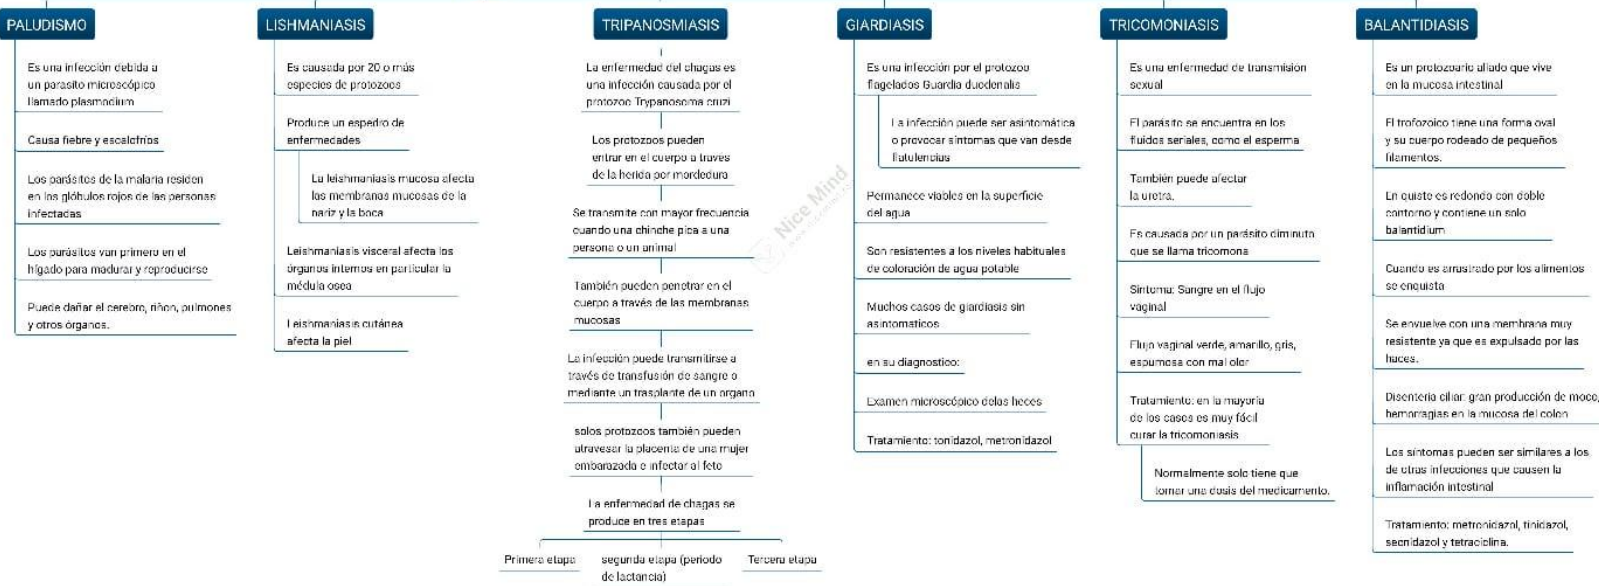 PALUDISMO
Es una infección debida a
un parasito microscópico
llamado plasmodium
Causa fiebre y escalofríos
Los parásitos de la malaria residen
en los glóbulos rojos de las personas
infectadas
Los parásitos van primero en el
hígado para madurar y reproducirse
Puede dañar el cerebro, riñon, pulmones
y otros órganos.
LISHMANIASIS
Es causada por 20 o más
especies de protozoos
Produce un espedro de
enfermedades
La leishmaniasis mucosa afecta
las membranas mucosas de la
nariz y la boca
Leishmaniasis visceral afecta los
órganos internos en particular la
médula osea
Leishmaniasis cutánea
afecta la piel
TRIPANOSMIASIS
La enfermedad del chagas es
una infección causada por el
protozoo Trypanosoma cruzi
Los protozoos pueden
entrar en el cuerpo a traves
de la herida por mordedura
Se transmite con mayor frecuencia
cuando una chinche pica a una
persona o un animal
También pueden penetrar en el
cuerpo a través de las membranas
mucosas
La infección puede transmitirse a
través de transfusión de sangre o
mediante un trasplante de un organo
salos protozoos también pueden
atravesar la placenta de una mujer
embarazada e infectar al feto
La enfermedad de chagas se
produce en tres etapas
Primera etapa
segunda etapa (periodo
de lactancia)
Tercera etapa
GIARDIASIS
Es una infección por el protozoo
flagelados Guardia duodenalis
La infección puede ser asintomática
o provocar síntomas que van desde
flatulencias
Permanece viables en la superficie
del agua
Son resistentes a los niveles habituales
de coloración de agua potable
Muchos casos de giardiasis sin
asintomaticos
en su diagnostico:
Examen microscópico delas heces
Tratamiento: tonidazol, metronidazol
TRICOMONIASIS
Es una enfermedad de transmision
sexual
El parásito se encuentra en los
fluidos seriales, como el esperma
También puede afectar
la uretra.
Es causada por un parásito diminuto
que se llama tricomona
Sintoma: Sangre en el flujo
vaginal
Flujo vaginal verde, amarillo, gris,
espumosa con mal olor
Tratamiento: en la mayoría
de los casos es muy fácil
curar la tricomoniasis
Normalmente solo tiene que
tomar una dosis del medicamento.
BALANTIDIASIS
Es un protozoario aliado que vive
en la mucosa intestinal
El trofozoico tiene una forma oval
y su cuerpo rodeado de pequeños
filamentos.
En quiste es redondo con doble
contorno y contiene un solo
balantidium
Cuando es arrastrado por los alimentos
se enquista
Se envuelve con una membrana muy
resistente ya que es expulsado por las
haces.
Disenteria ciliar: gran producción de moco,
hemorragias en la mucosa del colon
Los síntomas pueden ser similares a los
de otras infecciones que causen la
inflamación intestinal
Tratamiento: metronidazol, tinidazol,
secnidazol y tetraciclina.
Nice Mind